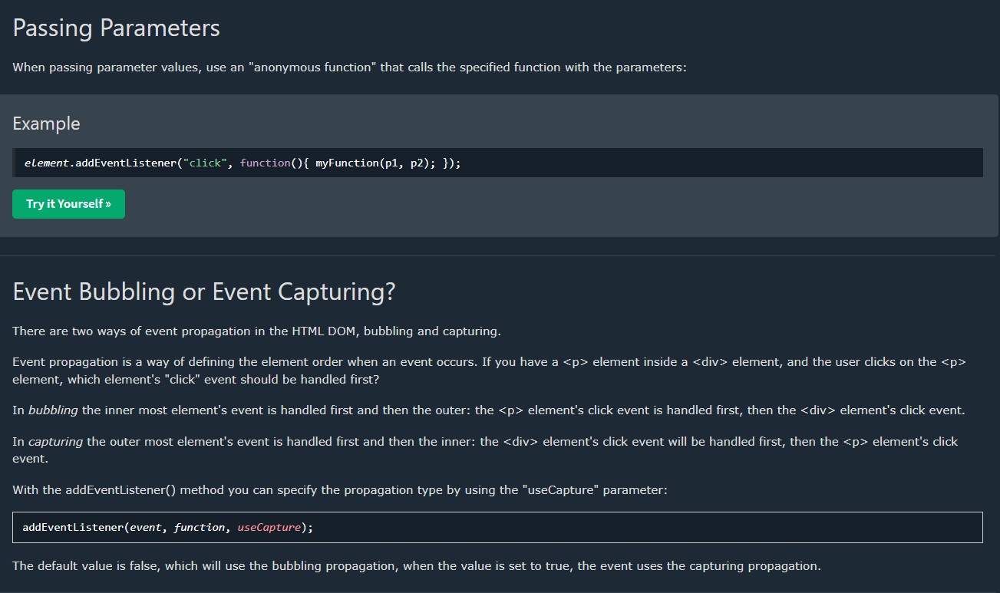 Passing Parameters
When passing parameter values, use an "anonymous function" that calls the specified function with the parameters:
Example
element.addEventListener("click", function(){ myFunction(p1, p2); });
Try it Yourself »
Event Bubbling or Event Capturing?
There are two ways of event propagation in the HTML DOM, bubbling and capturing.
Event propagation is a way of defining the element order when an event occurs. If you have a <p> element inside a <div> element, and the user clicks on the <p>
element, which element's "click" event should be handled first?
In bubbling the inner most element's event is handled first and then the outer: the <p> element's click event is handled first, then the <div> element's click event.
In capturing the outer most element's event is handled first and then the inner: the <div> element's click event will be handled first, then the <p> element's click
event.
With the addEventListener() method you can specify the propagation type by using the "useCapture" parameter:
addEventListener(event, function, useCapture);
The default value is false, which will use the bubbling propagation, when the value is set to true, the event uses the capturing propagation.